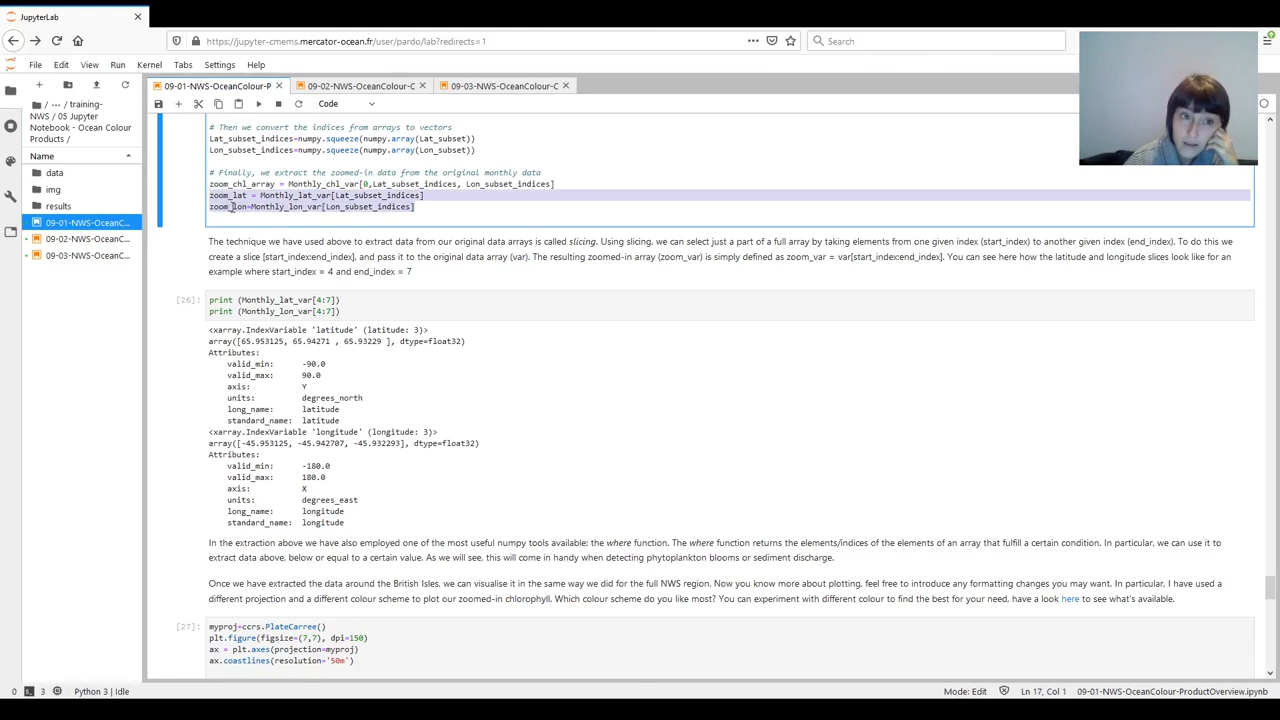 JupyterLab
https://jupyter-cmems.mercator-ocean.fr/user/pardo/lab?redirects=1
Search
File Edit View Run Kernel Tabs Settings Help
09-01-NWS-OceanColour-P
09-02-NWS-OceanColour-C
09-03-NWS-OceanColour-C
Code
/ ··· / training-
NWS / 05 Jupyter
Notebook - Ocean Colour
Products /
Name
data
img
results
09-01-NWS-OceanC...
09-02-NWS-OceanC...
09-03-NWS-OceanC...
# Then we convert the indices from arrays to vectors
Lat_subset_indices=numpy.squeeze(numpy.array(Lat_subset))
Lon_subset_indices=numpy.squeeze(numpy.array(Lon_subset))
# Finally, we extract the zoomed-in data from the original monthly data
zoom_chl_array = Monthly_chl_var[0,Lat_subset_indices, Lon_subset_indices]
zoom_lat = Monthly_lat_var[Lat_subset_indices]
zoom_lon=Monthly_lon_var[Lon_subset_indices]
The technique we have used above to extract data from our original data arrays is called slicing. Using slicing, we can select just a part of a full array by taking elements from one given index (start_index) to another given index (end_index). To do this we
create a slice [start_index:end_index], and pass it to the original data array (var). The resulting zoomed-in array (zoom_var) is simply defined as zoom_var = var[start_index:end_index]. You can see here how the latitude and longitude slices look like for an
example where start_index = 4 and end_index = 7
[26]:
print (Monthly_lat_var[4:7])
print (Monthly_lon_var[4:7])
<xarray.IndexVariable 'latitude' (latitude: 3)>
array([65.953125, 65.94271 , 65.93229 ], dtype=float32)
Attributes:
valid_min: -90.0
valid_max: 90.0
axis: Y
units: degrees_north
long_name: latitude
standard_name: latitude
<xarray.IndexVariable 'longitude' (longitude: 3)>
array([-45.953125, -45.942707, -45.932293], dtype=float32)
Attributes:
valid_min: -180.0
valid_max: 180.0
axis: X
units: degrees_east
long_name: longitude
standard_name: longitude
In the extraction above we have also employed one of the most useful numpy tools available: the where function. The where function returns the elements/indices of the elements of an array that fulfill a certain condition. In particular, we can use it to
extract data above, below or equal to a certain value. As we will see, this will come in handy when detecting phytoplankton blooms or sediment discharge.
Once we have extracted the data around the British Isles, we can visualise it in the same way we did for the full NWS region. Now you know more about plotting, feel free to introduce any formatting changes you may want. In particular, I have used a
different projection and a different colour scheme to plot our zoomed-in chlorophyll. Which colour scheme do you like most? You can experiment with different colour to find the best for your need, have a look here to see what's available.
[27]:
myproj=ccrs.PlateCarree()
plt.figure(figsize=(7,7), dpi=150)
ax = plt.axes(projection=myproj)
ax.coastlines(resolution='50m')
0 3 Python 3 | Idle
Mode: Edit
Ln 17, Col 1
09-01-NWS-OceanColour-ProductOverview.ipynb